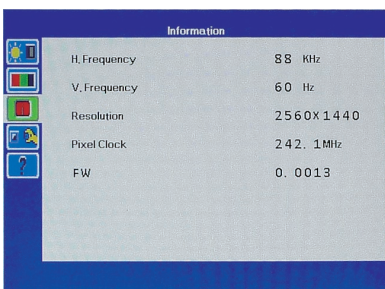 Information
H. Frequency 88 KHz
V. Frequency 60 Hz
Resolution 2560X1440
Pixel Clock 242. 1MHz
FW 0. 0013
?